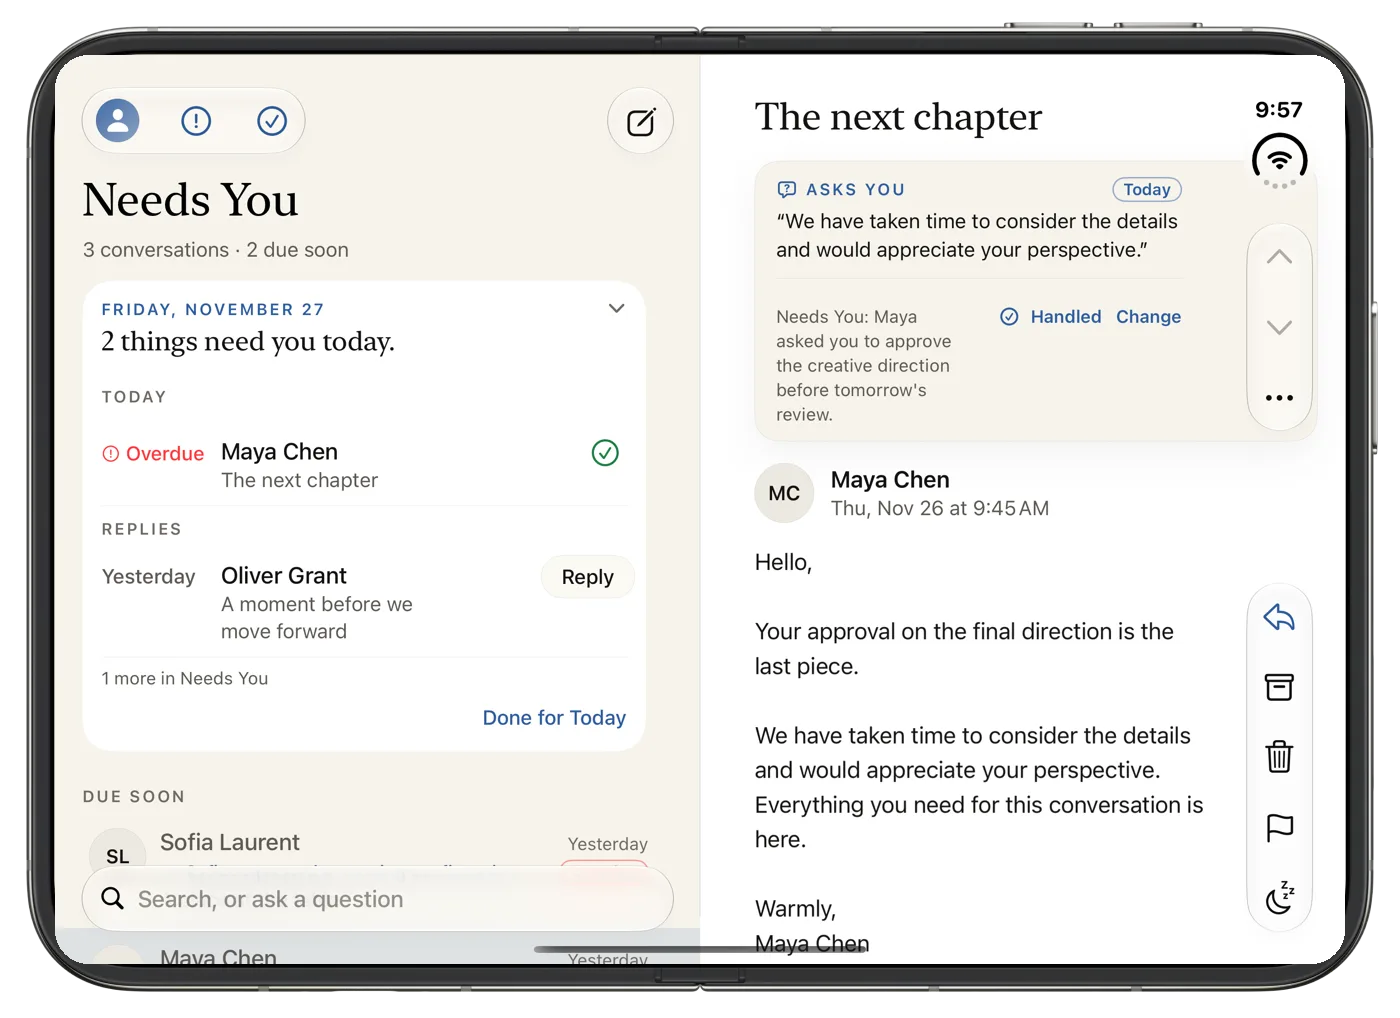 Needs You
3 conversations · 2 due soon
FRIDAY, NOVEMBER 27
2 things need you today.
TODAY
Overdue
Maya Chen
The next chapter
REPLIES
Yesterday
Oliver Grant
Reply
A moment before we
move forward
1 more in Needs You
Done for Today
DUE SOON
SL
Sofia Laurent
Yesterday
Search, or ask a question
Maya Chen
Yesterday
The next chapter
9:57
ASKS YOU
Today
“We have taken time to consider the details
and would appreciate your perspective.”
Needs You: Maya
asked you to approve
the creative direction
before tomorrow's
review.
Handled
Change
MC
Maya Chen
Thu, Nov 26 at 9:45 AM
Hello,
Your approval on the final direction is the
last piece.
We have taken time to consider the details
and would appreciate your perspective.
Everything you need for this conversation is
here.
Warmly,
Maya Chen